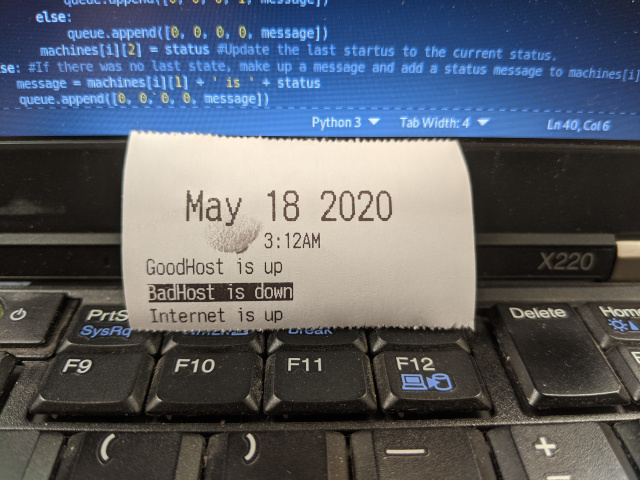 queue.append([0, 0, 0, 1, message])
else:
queue.append([0, 0, 0, 0, message])
machines[i][2] = status #Update the last startus to the current status.
se: #If there was no last state, make up a message and add a status message to machines[i]
message = machines[i][1] + ' is ' + status
queue.append([0, 0, 0, 0, message])
Python 3
Tab Width: 4
Ln 40, Col 6
May 18 2020
3:12AM
GoodHost is up
BadHost is down
Internet is up
X220
PrtS
SysRq
Break
Delete
Home
F9
F10
F11
F12
(
)
—
+
=